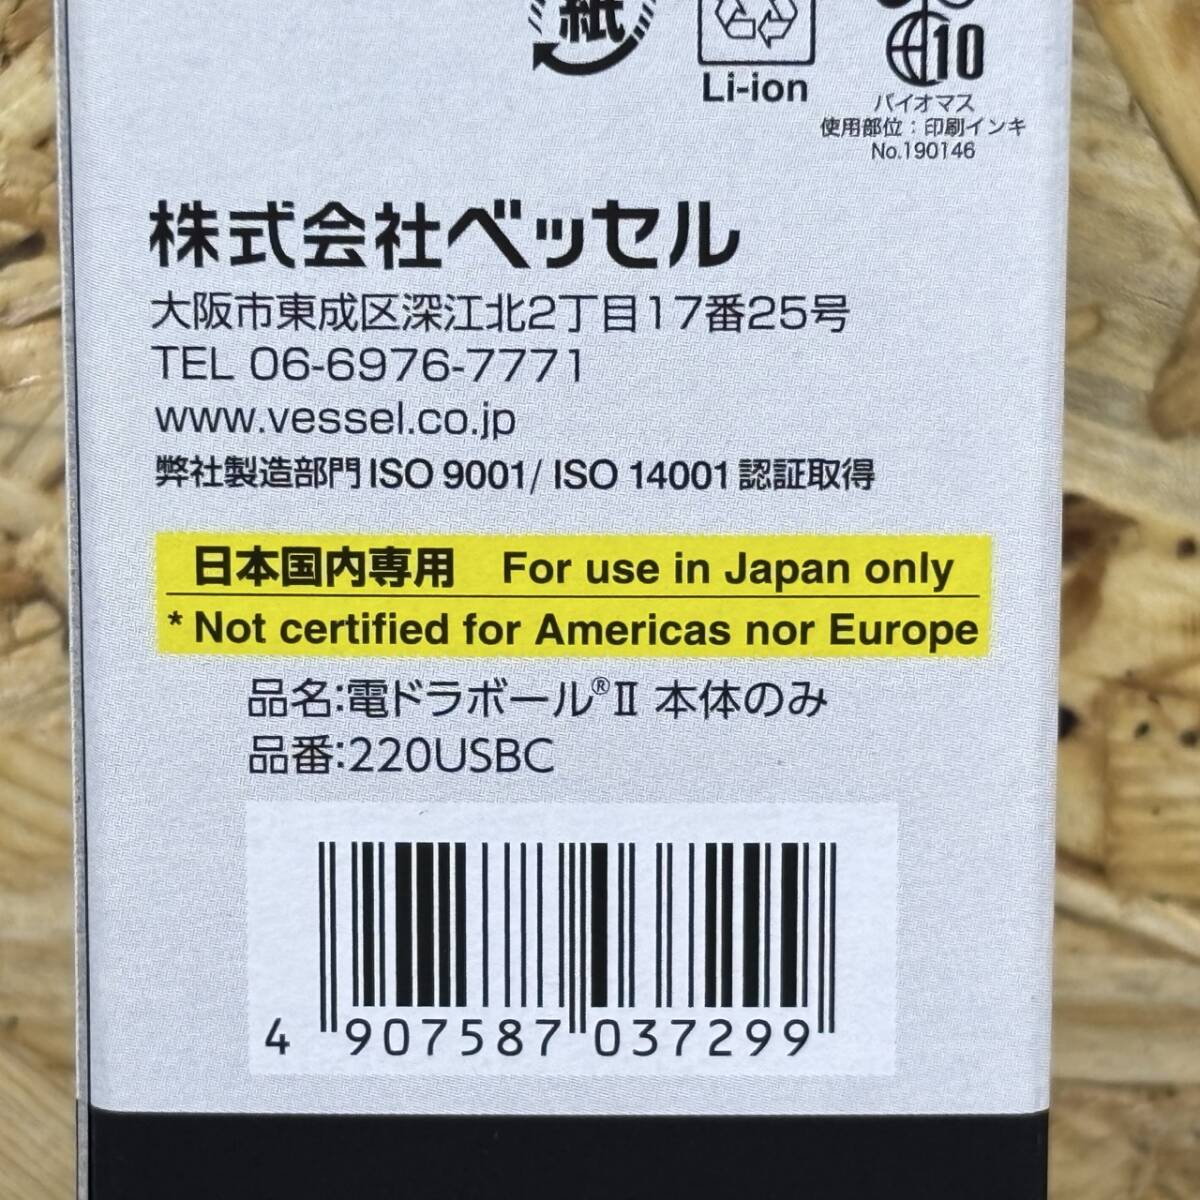 紙
Li-ion
10
バイオマス
使用部位：印刷インキ
No.190146
株式会社ベッセル
大阪市東成区深江北2丁目17番25号
TEL 06-6976-7771
www.vessel.co.jp
弊社製造部門 ISO 9001/ ISO 14001 認証取得
日本国内専用 For use in Japan only
* Not certified for Americas nor Europe
品名:電ドラボール®Ⅱ 本体のみ
品番:220USBC
4 907587 037299